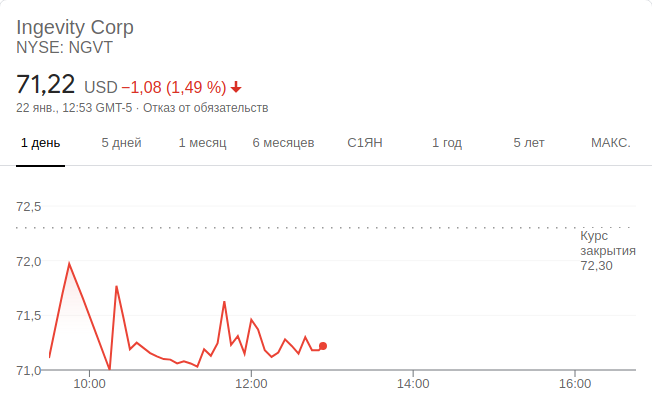 Ingevity Corp
NYSE: NGVT
71,22 USD −1,08 (1,49 %)
22 янв., 12:53 GMT-5 · Отказ от обязательств
1 день 5 дней 1 месяц 6 месяцев С1ЯН 1 год 5 лет МАКС.
72,5
Курс
закрытия
72,30
72,0
71,5
71,0
10:00 12:00 14:00 16:00